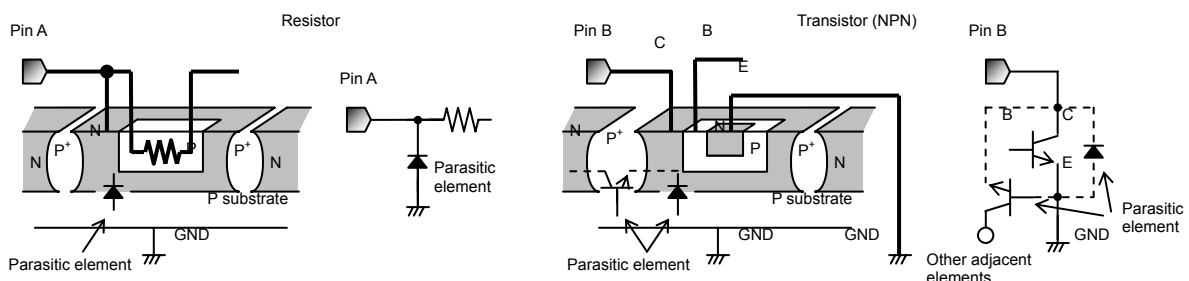 Resistor
Pin A
Pin A
N
P
N
P+
P+
N
Parasitic
element
P substrate
GND
Parasitic element
Transistor (NPN)
Pin B
C
B
E
Pin B
N
N
P+
P
P+
N
P substrate
GND
GND
Parasitic element
B
C
E
Parasitic
element
GND
Other adjacent
elements